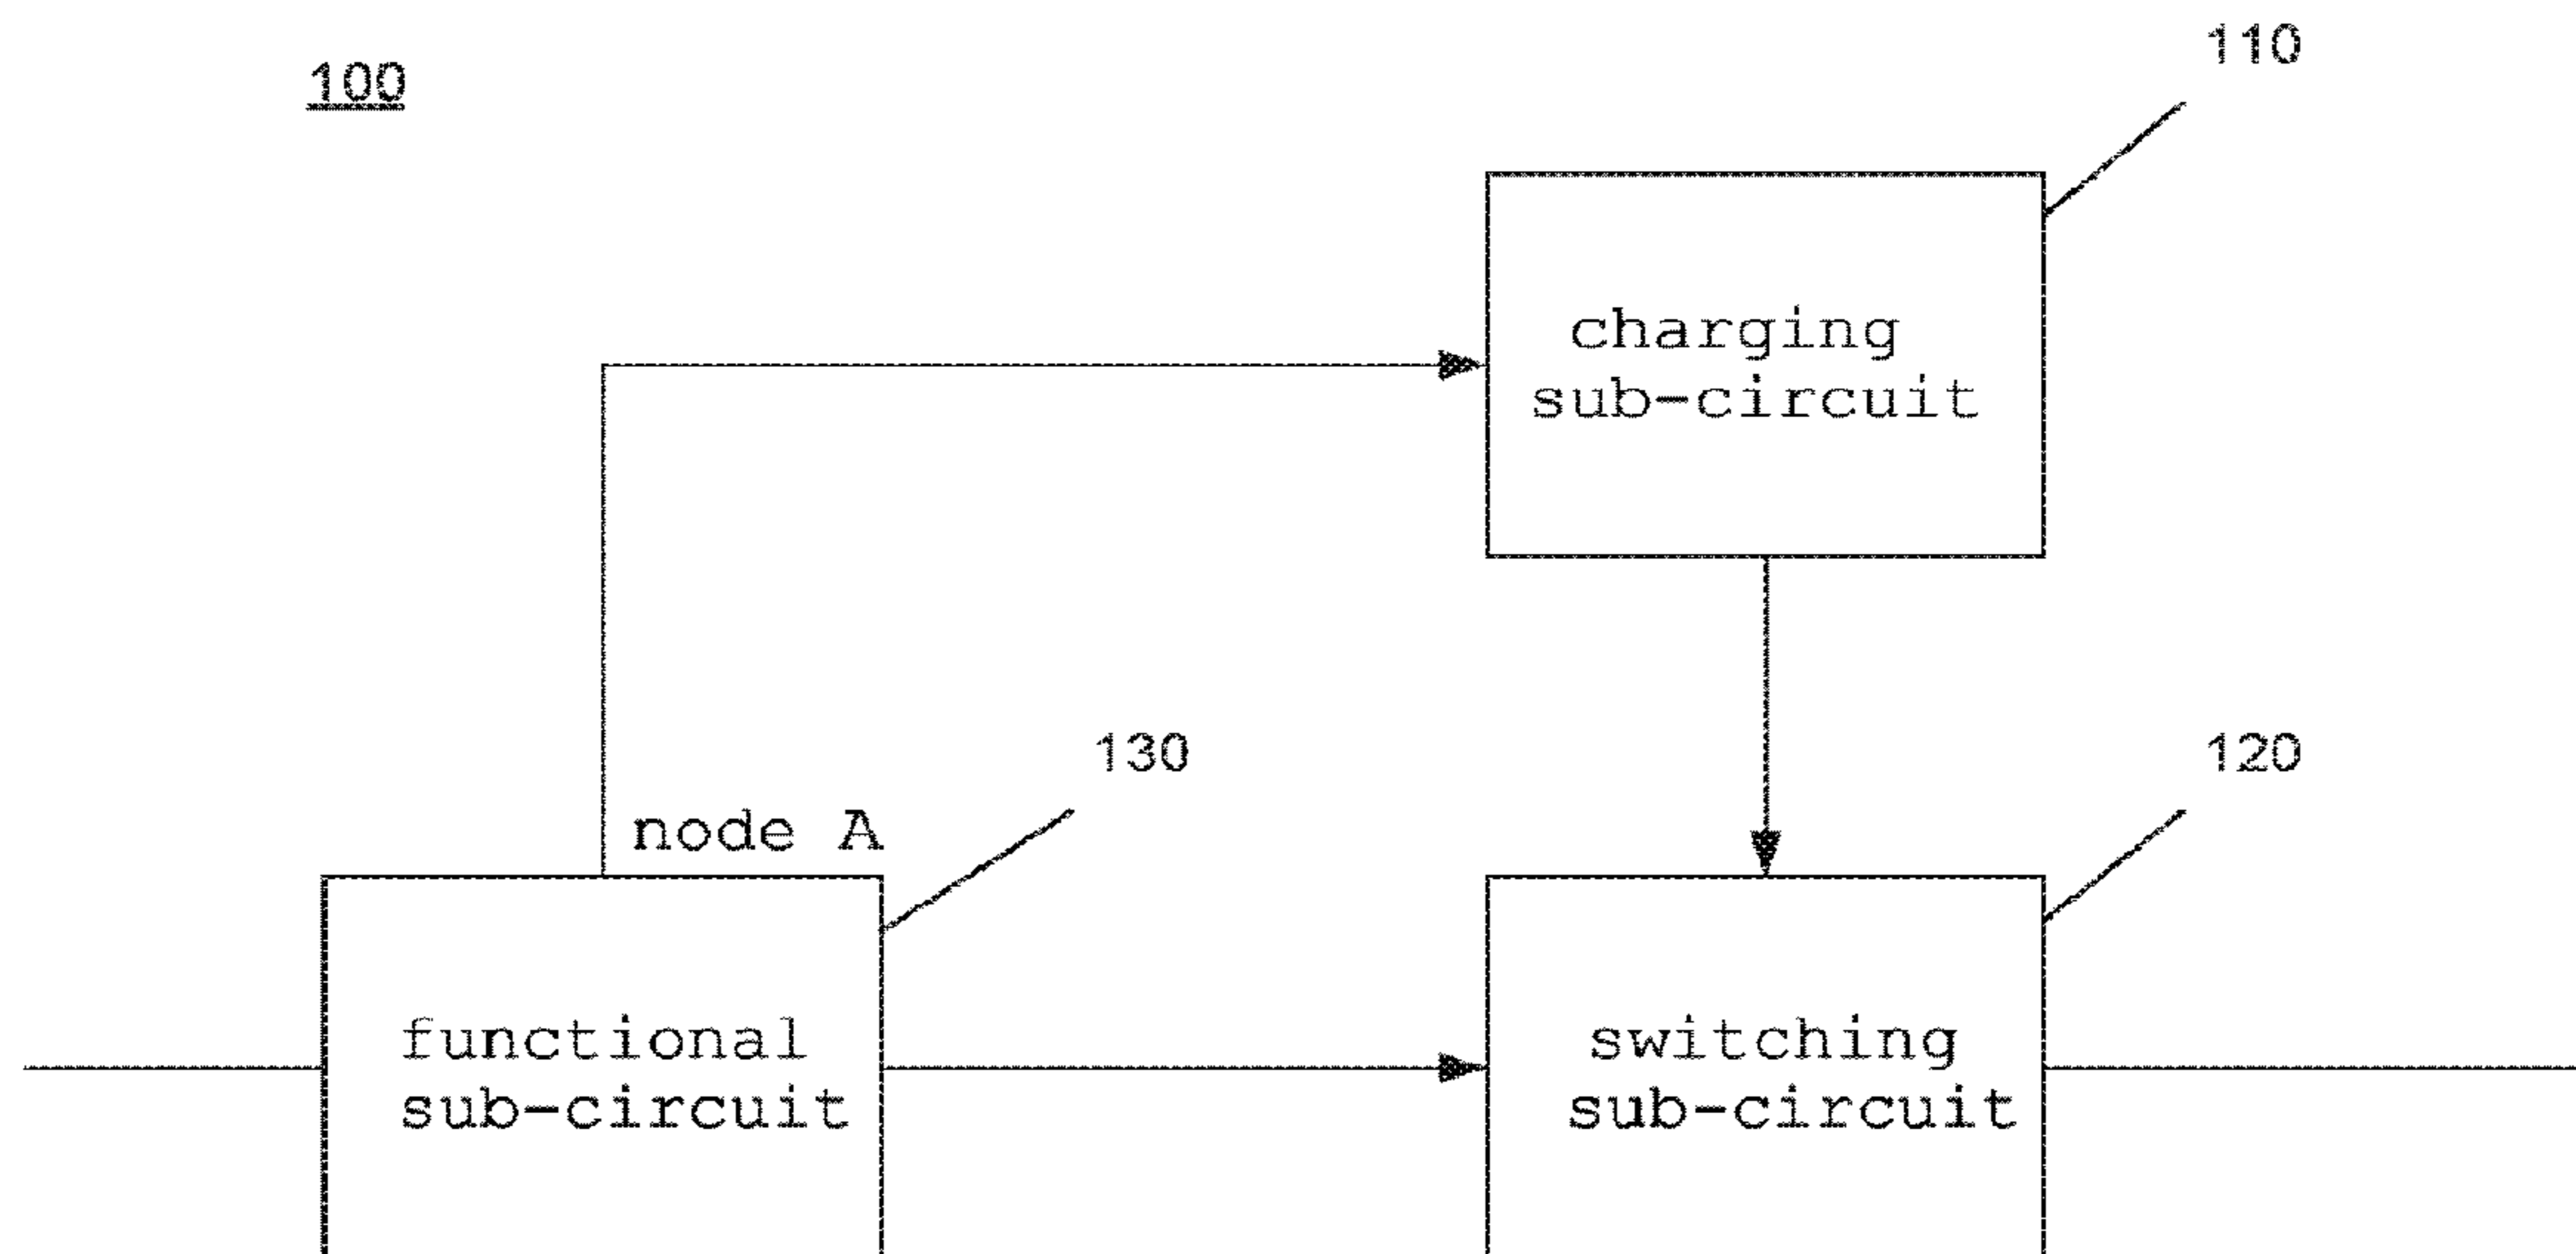 100
110
charging
sub-circuit
130
120
node A
functional
sub-circuit
switching
sub-circuit